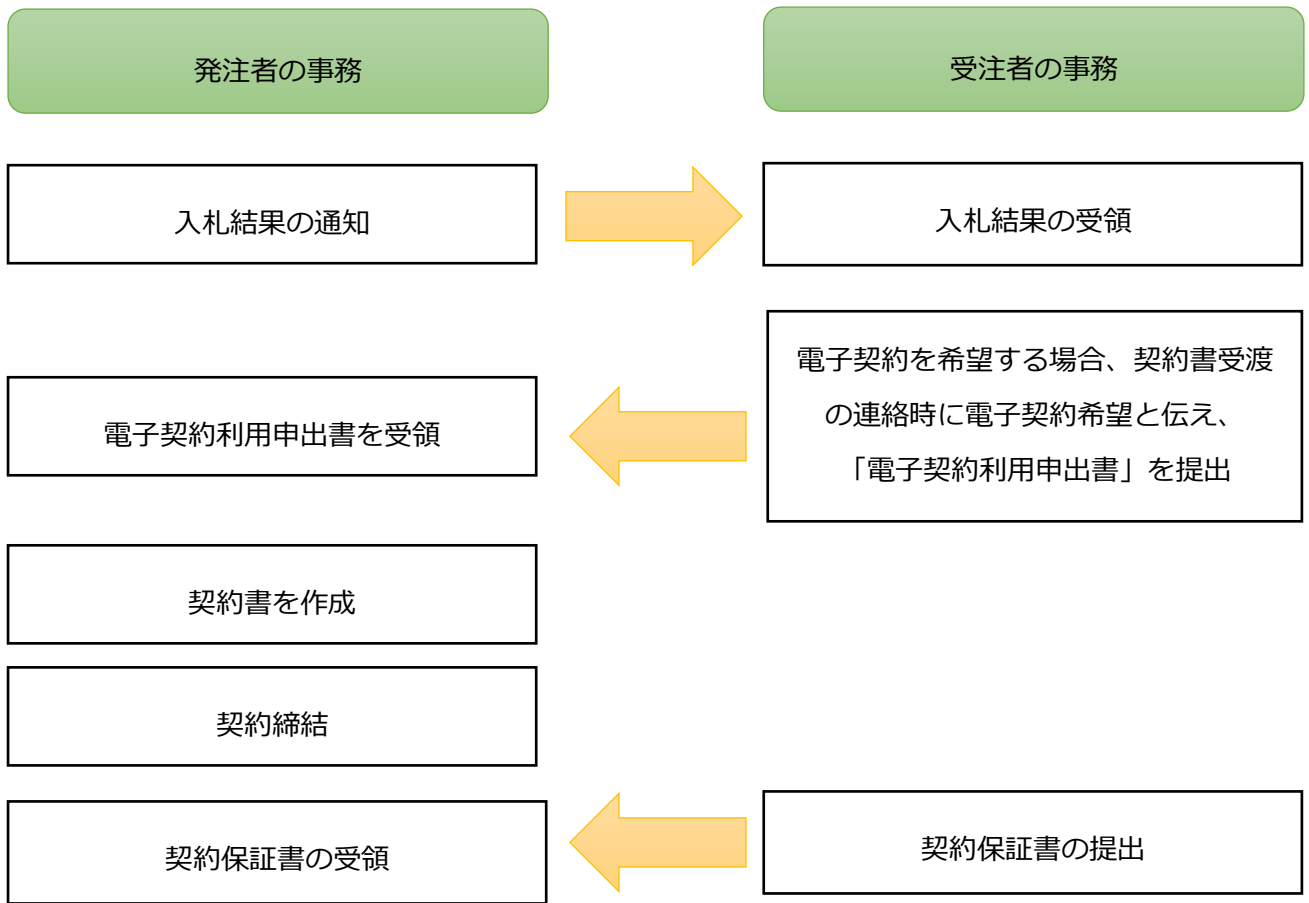 発注者の事務
受注者の事務
入札結果の通知
入札結果の受領
電子契約を希望する場合、契約書受渡
の連絡時に電子契約希望と伝え、
「電子契約利用申出書」を提出
電子契約利用申出書を受領
契約書を作成
契約締結
契約保証書の提出
契約保証書の受領